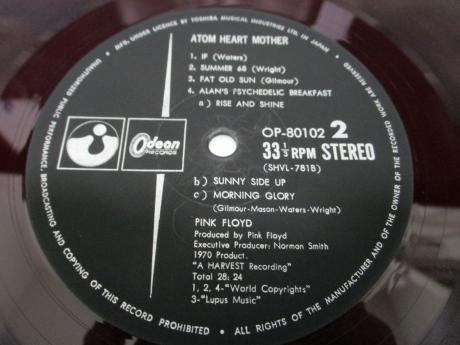 MFD. UNDER LICENCE BY TOSHIBA MUSICAL INDUSTRIES LTD. IN JAPAN • ALL RIGHTS OF THE MANUFACTURER AND OF THE OWNER OF THE RECORDED WORK ARE RESERVED • UNAUTHORIZED PUBLIC PERFORMANCE, BROADCASTING AND COPYING OF THIS RECORD PROHIBITED •
ATOM HEART MOTHER
1. IF (Waters)
2. SUMMER 68 (Wright)
3. FAT OLD SUN (Gilmour)
4. ALAN'S PSYCHEDELIC BREAKFAST
a) RISE AND SHINE
Odeon
RECORDS
OP-80102 2
33 1/3 RPM STEREO
(SHVL-781B)
b) SUNNY SIDE UP
c) MORNING GLORY
(Gilmour-Mason-Waters-Wright)
PINK FLOYD
Produced by Pink Floyd
Executive Producer: Norman Smith
1970 Product.
"A HARVEST Recording"
Total 28: 24
1, 2, 4-"World Copyrights"
3-"Lupus Music"